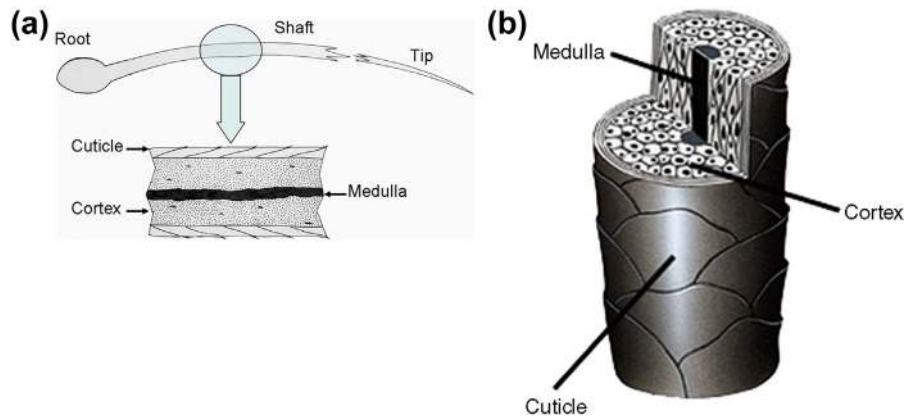 (a)
Root
Shaft
Tip
Cuticle
Medulla
Cortex
(b)
Medulla
Cortex
Cuticle